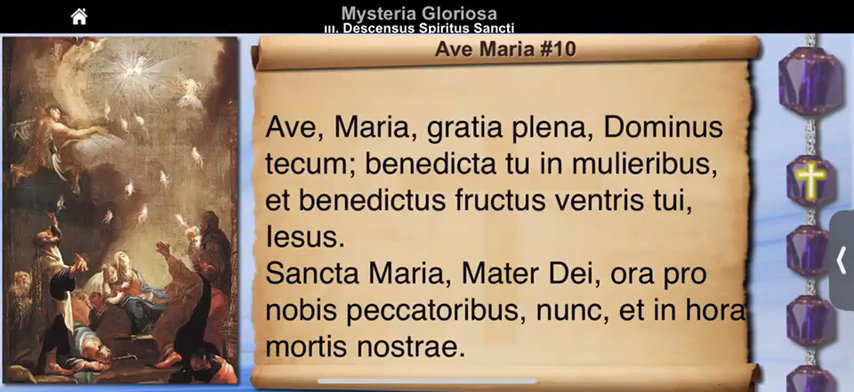 Mysteria Gloriosa
III. Descensus Spiritus Sancti
Ave Maria #10
Ave, Maria, gratia plena, Dominus
tecum; benedicta tu in mulieribus,
et benedictus fructus ventris tui,
Iesus.
Sancta Maria, Mater Dei, ora pro
nobis peccatoribus, nunc, et in hora
mortis nostrae.